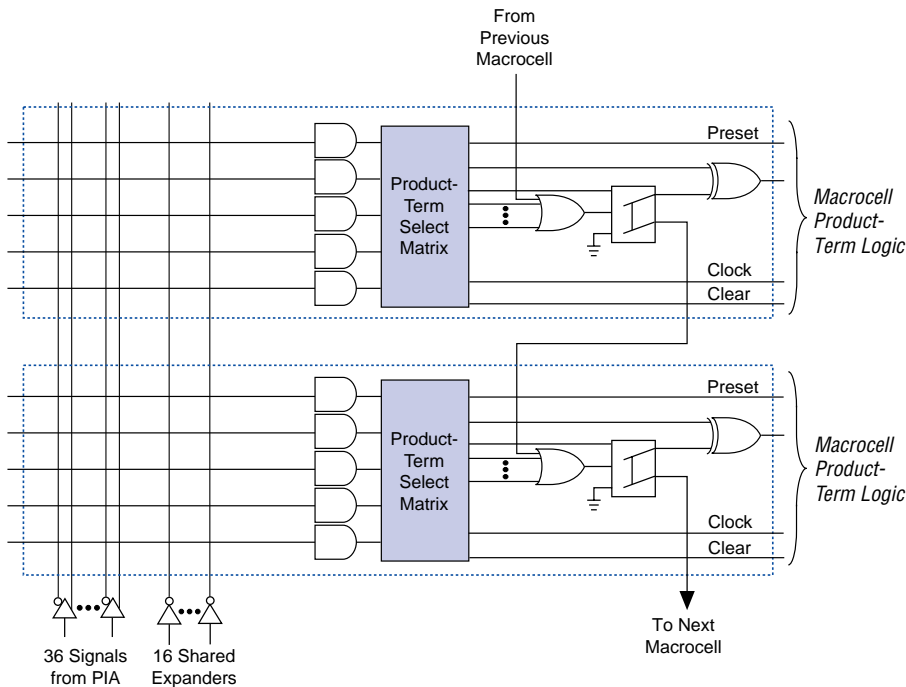 From
Previous
Macrocell
Preset
Product-
Term
Select
Matrix
Macrocell
Product-
Term Logic
Clock
Clear
Preset
Product-
Term
Select
Matrix
Macrocell
Product-
Term Logic
Clock
Clear
36 Signals
from PIA
16 Shared
Expanders
To Next
Macrocell